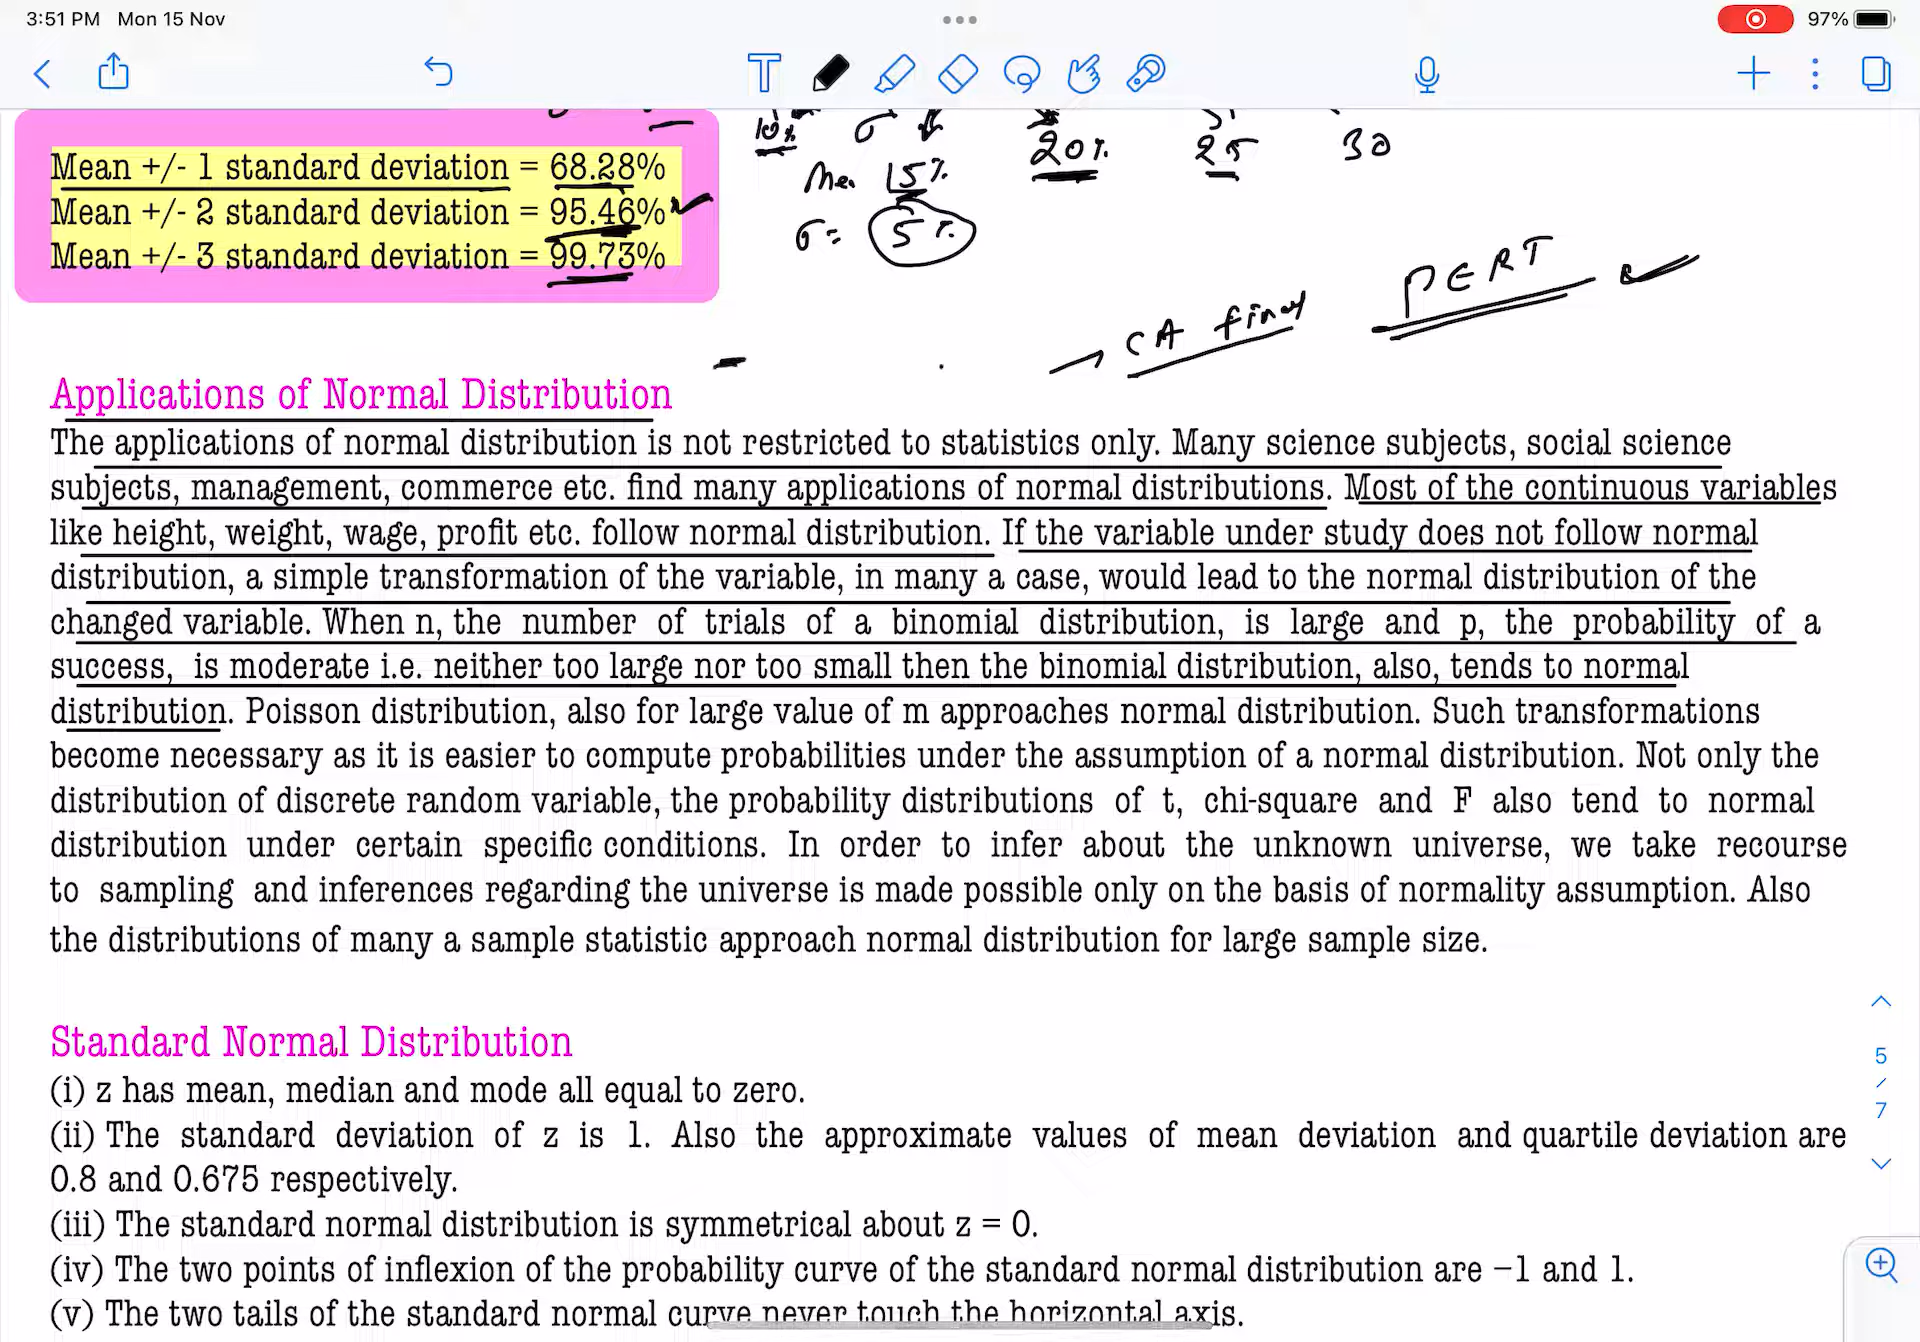 3:51 PM Mon 15 Nov
97%
Mean +/- 1 standard deviation = 68.28%
Mean +/- 2 standard deviation = 95.46%
Mean +/- 3 standard deviation = 99.73%
10% σ 20% 25 30
15%
σ = 5%
CA final PERT
Applications of Normal Distribution
The applications of normal distribution is not restricted to statistics only. Many science subjects, social science
subjects, management, commerce etc. find many applications of normal distributions. Most of the continuous variables
like height, weight, wage, profit etc. follow normal distribution. If the variable under study does not follow normal
distribution, a simple transformation of the variable, in many a case, would lead to the normal distribution of the
changed variable. When n, the number of trials of a binomial distribution, is large and p, the probability of a
success, is moderate i.e. neither too large nor too small then the binomial distribution, also, tends to normal
distribution. Poisson distribution, also for large value of m approaches normal distribution. Such transformations
become necessary as it is easier to compute probabilities under the assumption of a normal distribution. Not only the
distribution of discrete random variable, the probability distributions of t, chi-square and F also tend to normal
distribution under certain specific conditions. In order to infer about the unknown universe, we take recourse
to sampling and inferences regarding the universe is made possible only on the basis of normality assumption. Also
the distributions of many a sample statistic approach normal distribution for large sample size.
Standard Normal Distribution
(i) z has mean, median and mode all equal to zero.
(ii) The standard deviation of z is 1. Also the approximate values of mean deviation and quartile deviation are
0.8 and 0.675 respectively.
(iii) The standard normal distribution is symmetrical about z = 0.
(iv) The two points of inflexion of the probability curve of the standard normal distribution are −1 and 1.
(v) The two tails of the standard normal curve never touch the horizontal axis.
5
/
7